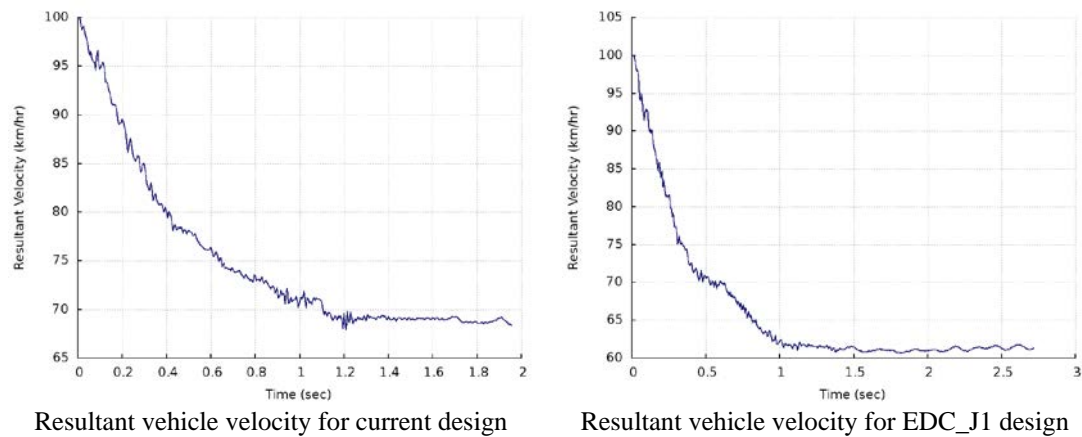 100
95
90
85
80
75
70
65
Resultant Velocity (km/hr)
0 0.2 0.4 0.6 0.8 1 1.2 1.4 1.6 1.8 2
Time (sec)
Resultant vehicle velocity for current design
105
100
95
90
85
80
75
70
65
60
Resultant Velocity (km/hr)
0 0.5 1 1.5 2 2.5 3
Time (sec)
Resultant vehicle velocity for EDC_J1 design